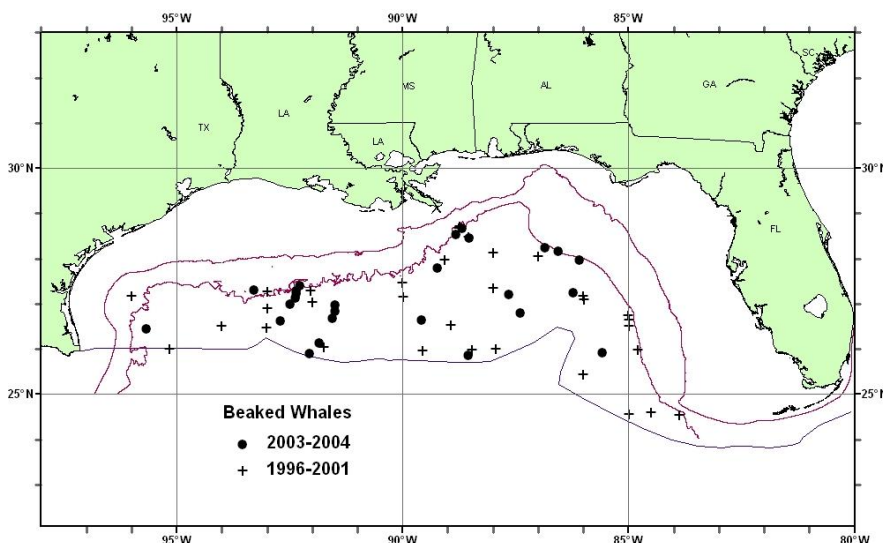 95°W 90°W 85°W
SC
MS AL GA
LA
TX
LA
30°N 30°N
FL
25°N 25°N
Beaked Whales
2003-2004
1996-2001
95°W 90°W 85°W 80°W